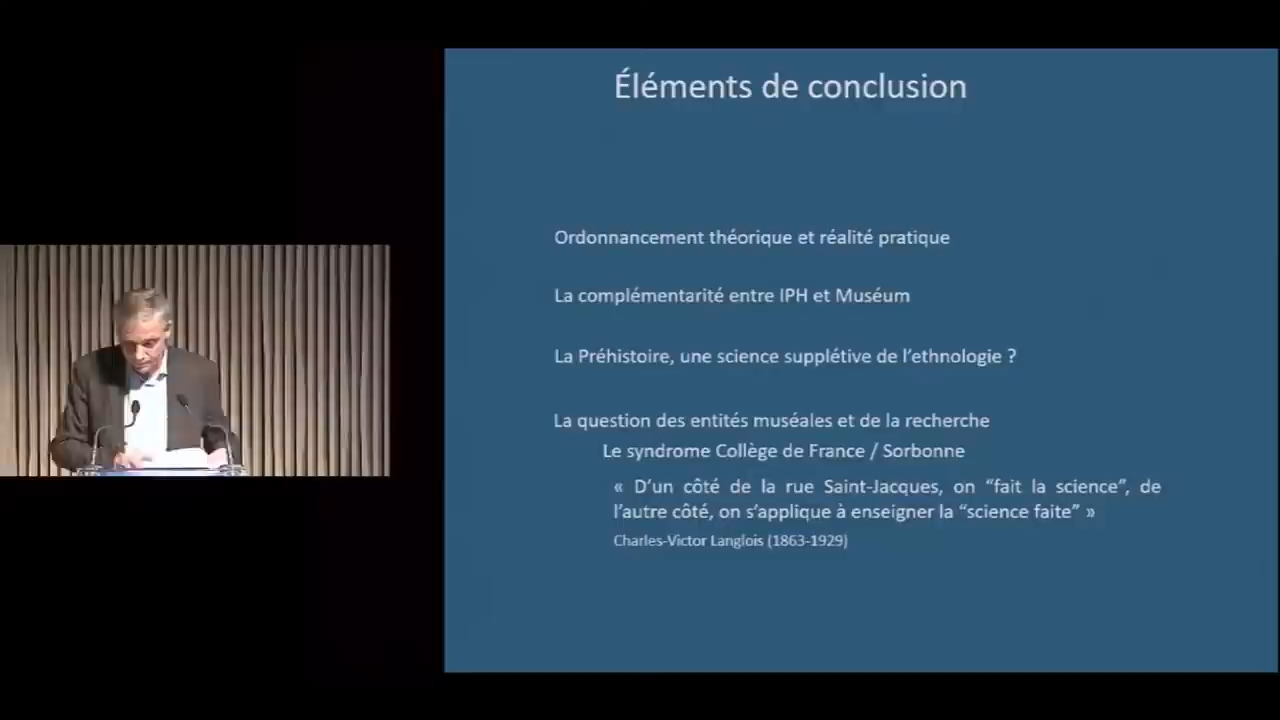 Éléments de conclusion
Ordonnancement théorique et réalité pratique
La complémentarité entre IPH et Muséum
La Préhistoire, une science supplétive de l’ethnologie ?
La question des entités muséales et de la recherche
Le syndrome Collège de France / Sorbonne
« D’un côté de la rue Saint-Jacques, on “fait la science”, de
l’autre côté, on s’applique à enseigner la “science faite” »
Charles-Victor Langlois (1863-1929)